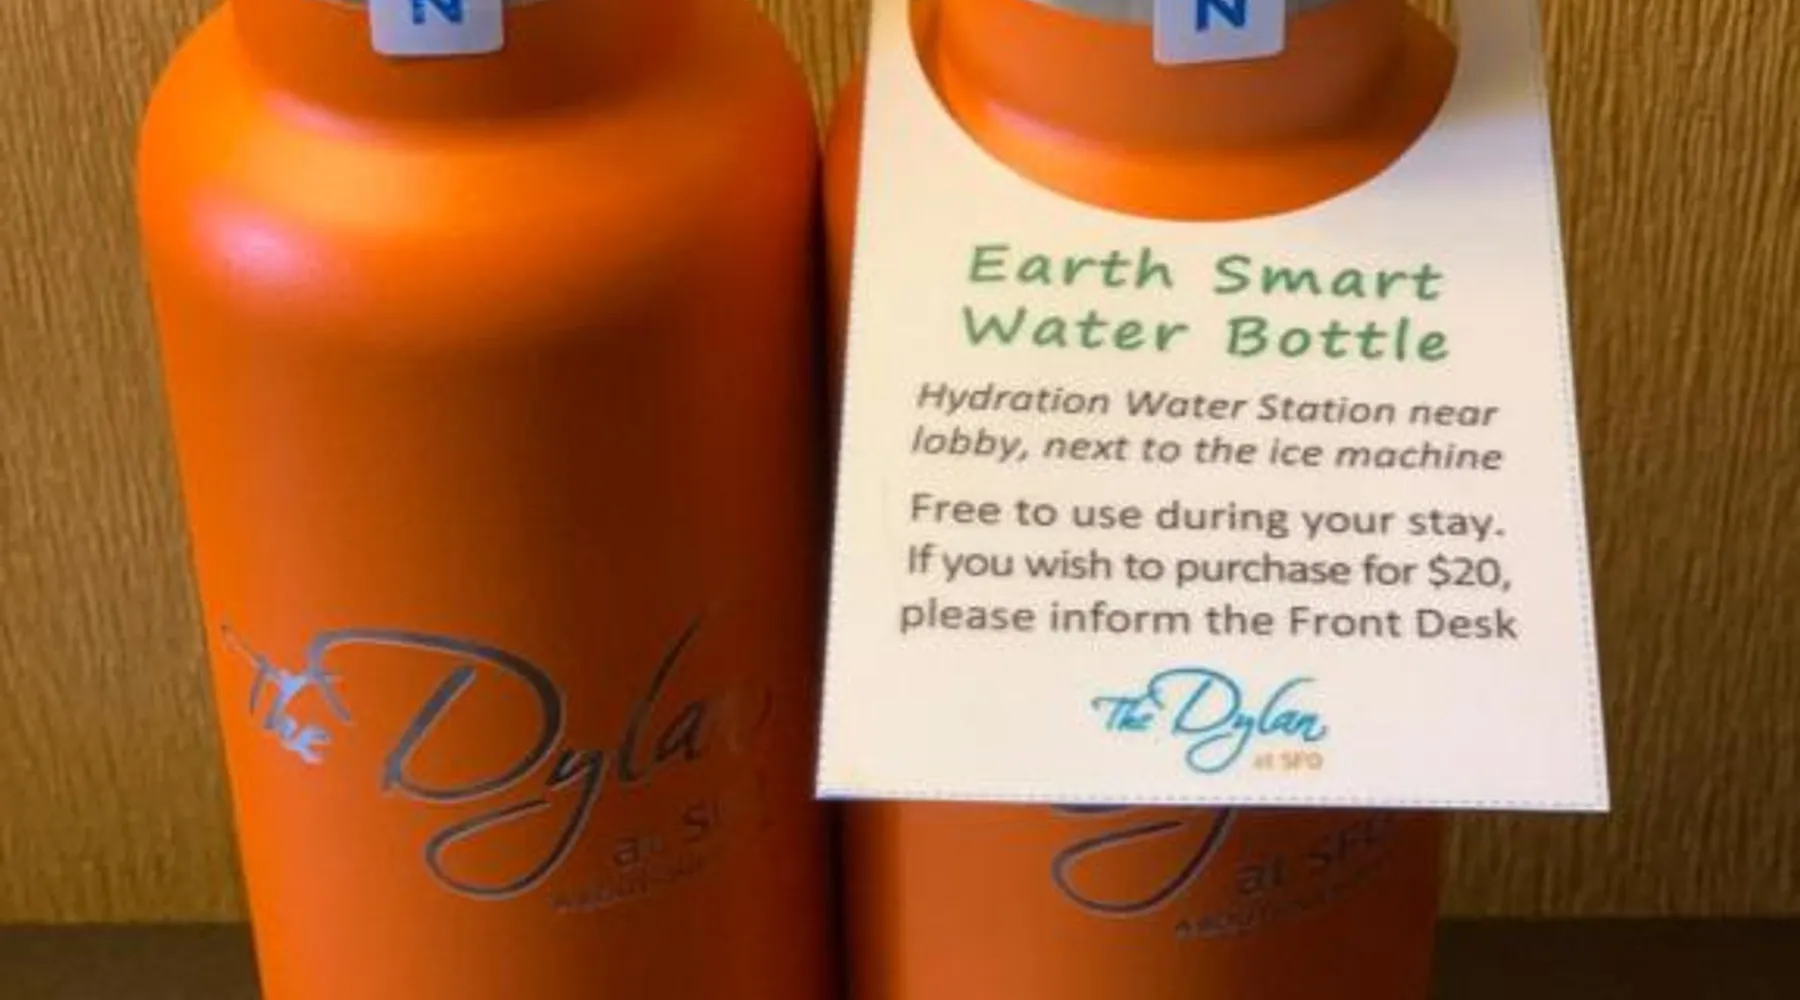 The Dylan
Earth Smart
Water Bottle
Hydration Water Station near
lobby, next to the ice machine
Free to use during your stay.
If you wish to purchase for $20,
please inform the Front Desk
The Dylan
at SFO
at SFO